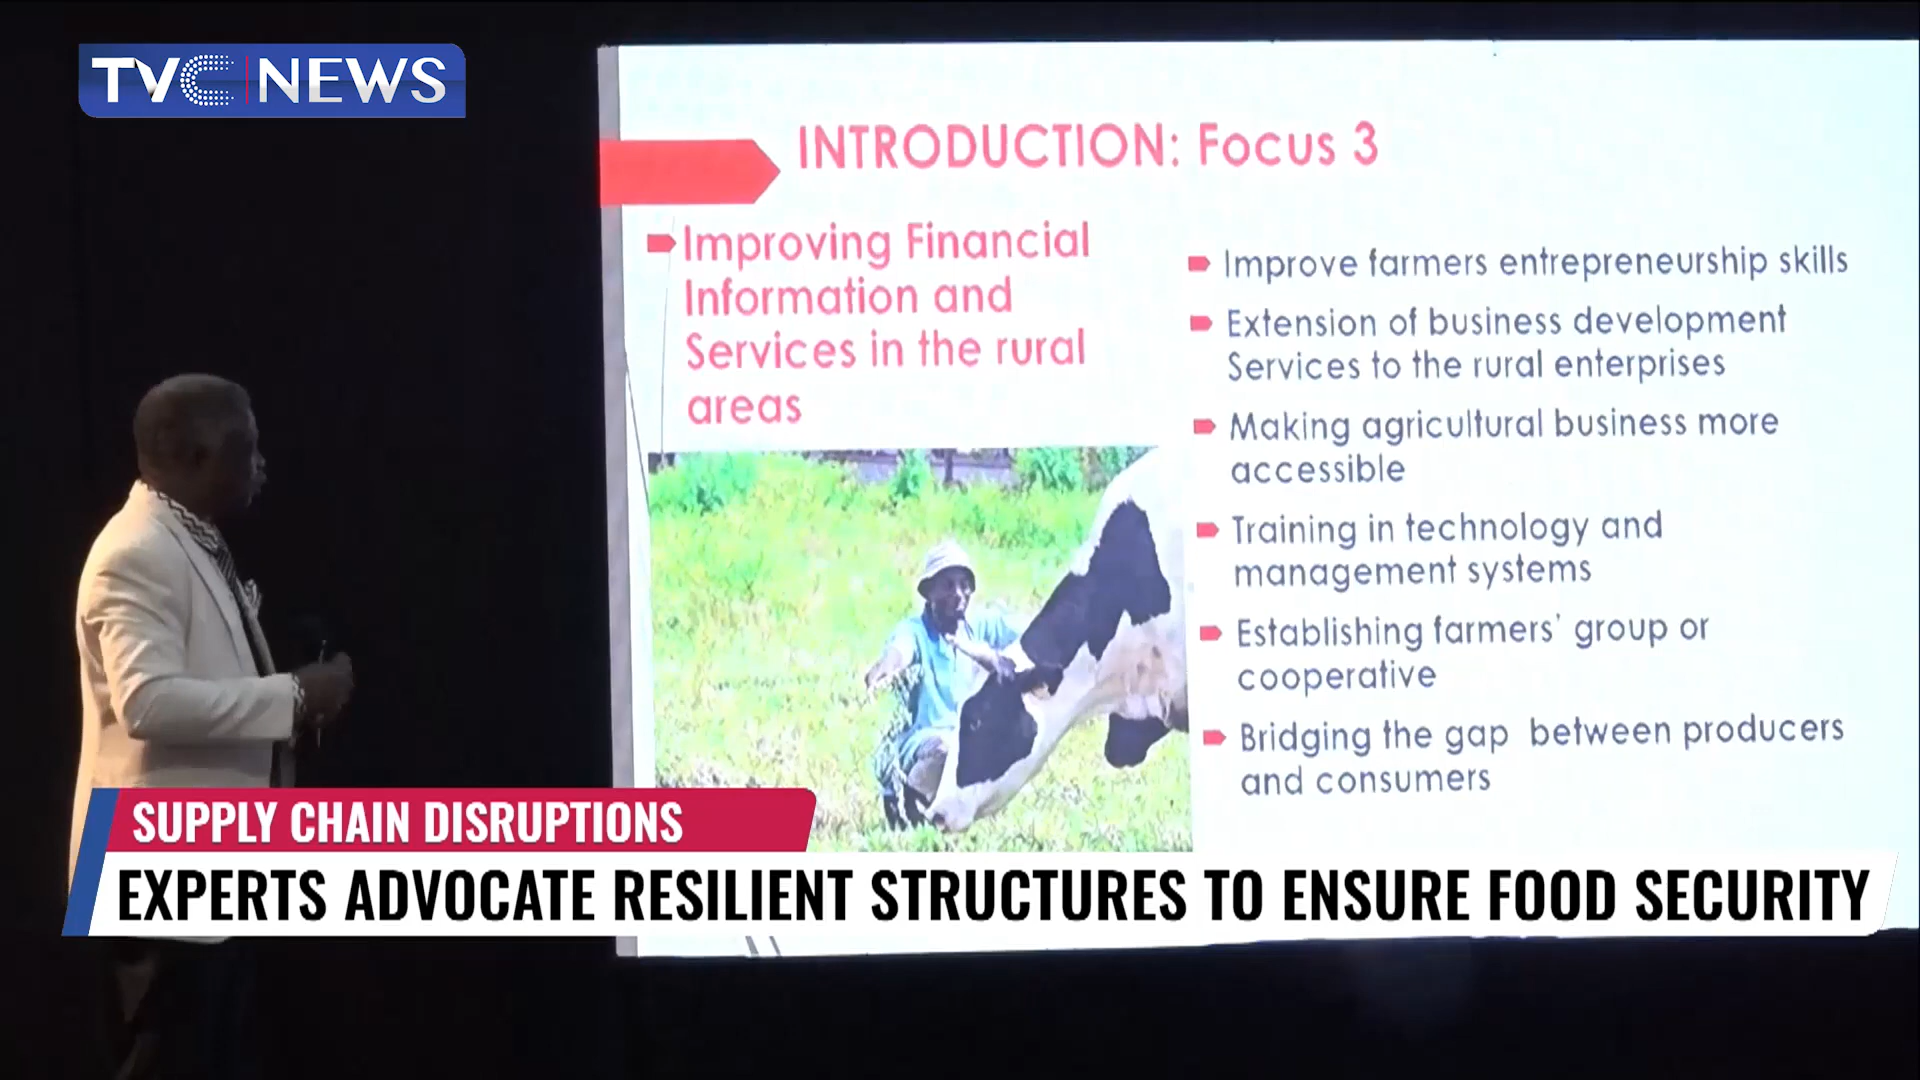 TVC NEWS
INTRODUCTION: Focus 3
Improving Financial
Information and
Services in the rural
areas
Improve farmers entrepreneurship skills
Extension of business development
Services to the rural enterprises
Making agricultural business more
accessible
Training in technology and
management systems
Establishing farmers' group or
cooperative
Bridging the gap between producers
and consumers
SUPPLY CHAIN DISRUPTIONS
EXPERTS ADVOCATE RESILIENT STRUCTURES TO ENSURE FOOD SECURITY